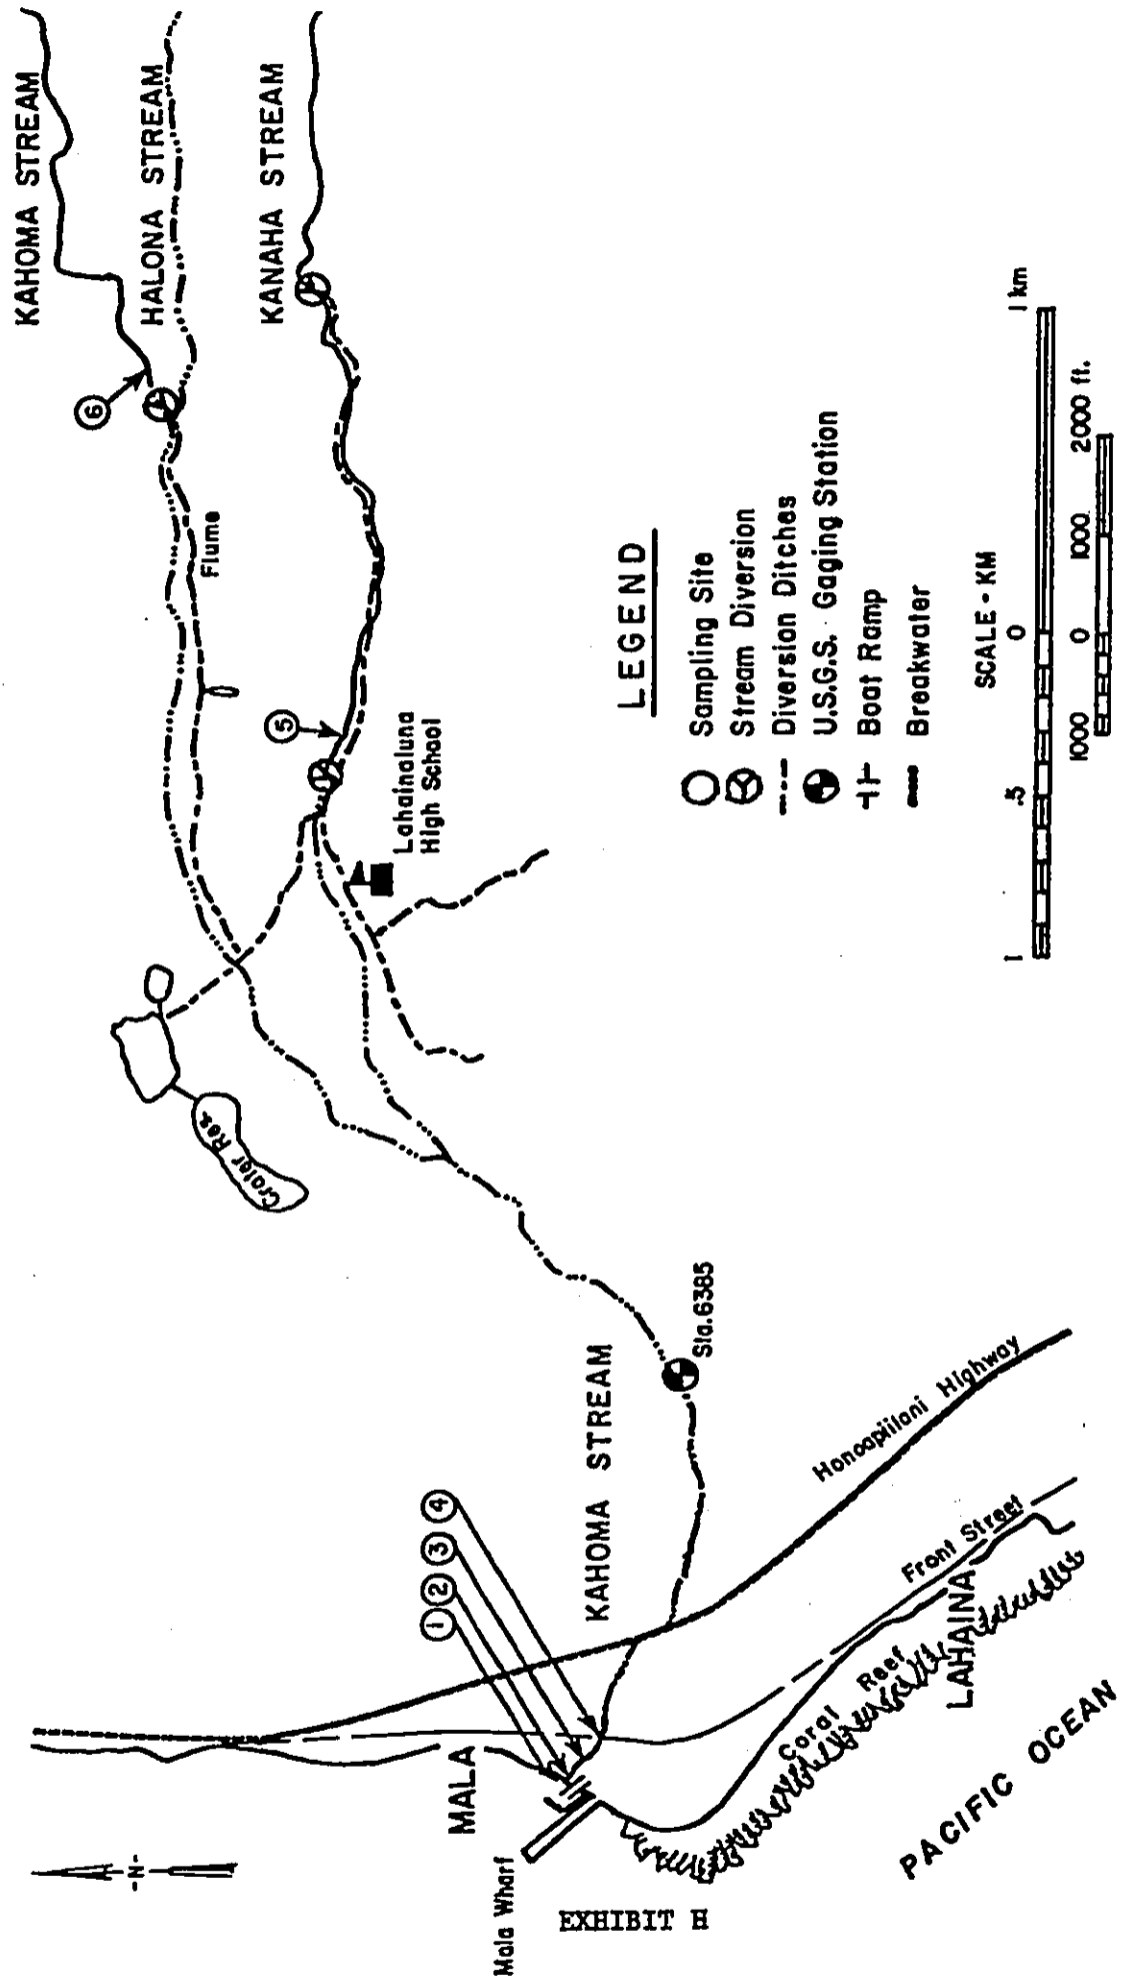 KAHOMA STREAM
HALONA STREAM
KANAHA STREAM
6
Flume
5
Lahainaluna
High School
Crater Res.
LEGEND
Sampling Site
Stream Diversion
Diversion Ditches
U.S.G.S. Gaging Station
Boat Ramp
Breakwater
SCALE - KM
1 .5 0 1 km
1000 0 1000 2000 ft.
Sta. 6385
KAHOMA STREAM
1 2 3 4
Honoapiilani Highway
Front Street
LAHAINA
Coral Reef
PACIFIC OCEAN
MALA
Mala Wharf
-N-
EXHIBIT H